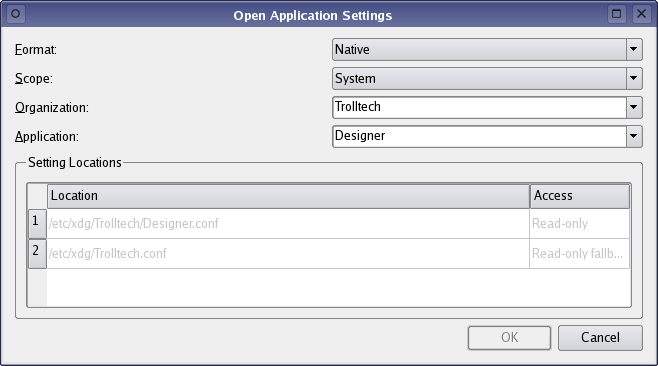 Open Application Settings
Format: Native
Scope: System
Organization: Trolltech
Application: Designer
Setting Locations
Location Access
1 /etc/xdg/Trolltech/Designer.conf Read-only
2 /etc/xdg/Trolltech.conf Read-only fallb...
OK Cancel